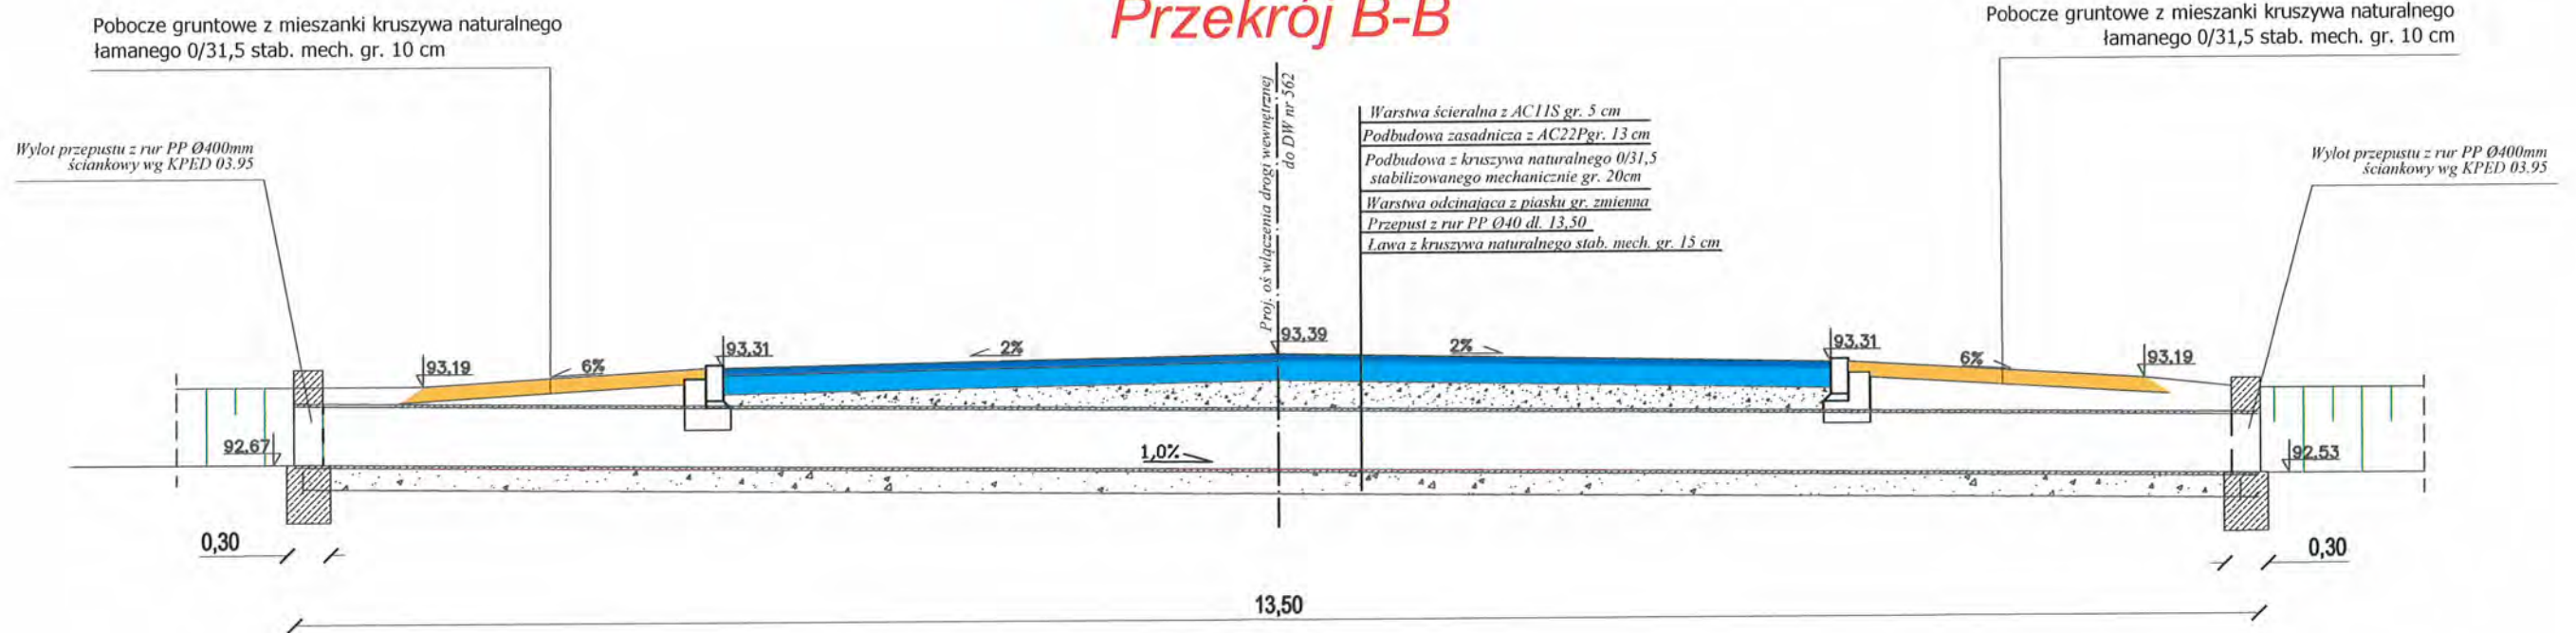 Przekrój B-B
Pobocze gruntowe z mieszanki kruszywa naturalnego
łamanego 0/31,5 stab. mech. gr. 10 cm
Pobocze gruntowe z mieszanki kruszywa naturalnego
łamanego 0/31,5 stab. mech. gr. 10 cm
Wylot przepustu z rur PP Ø400mm
ściankowy wg KPED 03.95
Proj. oś włączenia drogi wewnętrznej
do DW nr 562
Warstwa ścieralna z AC11S gr. 5 cm
Podbudowa zasadnicza z AC22Pgr. 13 cm
Podbudowa z kruszywa naturalnego 0/31,5
stabilizowanego mechanicznie gr. 20cm
Warstwa odcinająca z piasku gr. zmienna
Przepust z rur PP Ø40 dl. 13,50
Ława z kruszywa naturalnego stab. mech. gr. 15 cm
Wylot przepustu z rur PP Ø400mm
ściankowy wg KPED 03.95
93,19
6%
93,31
2%
93,39
2%
93,31
6%
93,19
92,67
1,0%
92,53
0,30
0,30
13,50